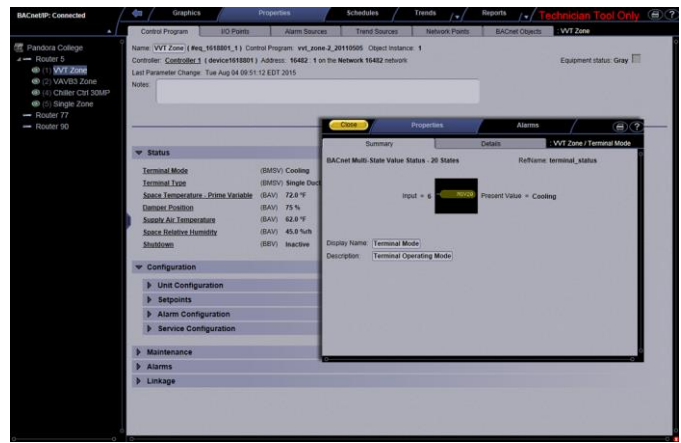 BACnet/IP: Connected
Graphics
Properties
Schedules
Trends
Reports
Technician Tool Only
Control Program
I/O Points
Alarm Sources
Trend Sources
Network Points
BACnet Objects
: VVT Zone
Pandora College
Router 5
(1) VVT Zone
(2) VAVB3 Zone
(4) Chiller Ctrl 30MP
(5) Single Zone
Router 77
Router 90
Name: VVT Zone ( #eq_1618801_1 ) Control Program: vvt_zone-2_20110505 Object Instance: 1
Controller: Controller 1 ( device1618801 ) Address: 16482 : 1 on the Network 16482 network
Equipment status: Gray
Last Parameter Change: Tue Aug 04 09:51:12 EDT 2015
Notes:
Status
Terminal Mode (BMSV) Cooling
Terminal Type (BMSV) Single Duct
Space Temperature - Prime Variable (BAV) 72.0 °F
Damper Position (BAV) 75 %
Supply Air Temperature (BAV) 62.0 °F
Space Relative Humidity (BAV) 45.0 %rh
Shutdown (BBV) Inactive
Configuration
Unit Configuration
Setpoints
Alarm Configuration
Service Configuration
Maintenance
Alarms
Linkage
Close
Properties
Alarms
Summary
Details
: VVT Zone / Terminal Mode
BACnet Multi-State Value Status - 20 States
RefName: terminal_status
Input = 6
MSV20
Present Value = Cooling
Display Name: Terminal Mode
Description: Terminal Operating Mode